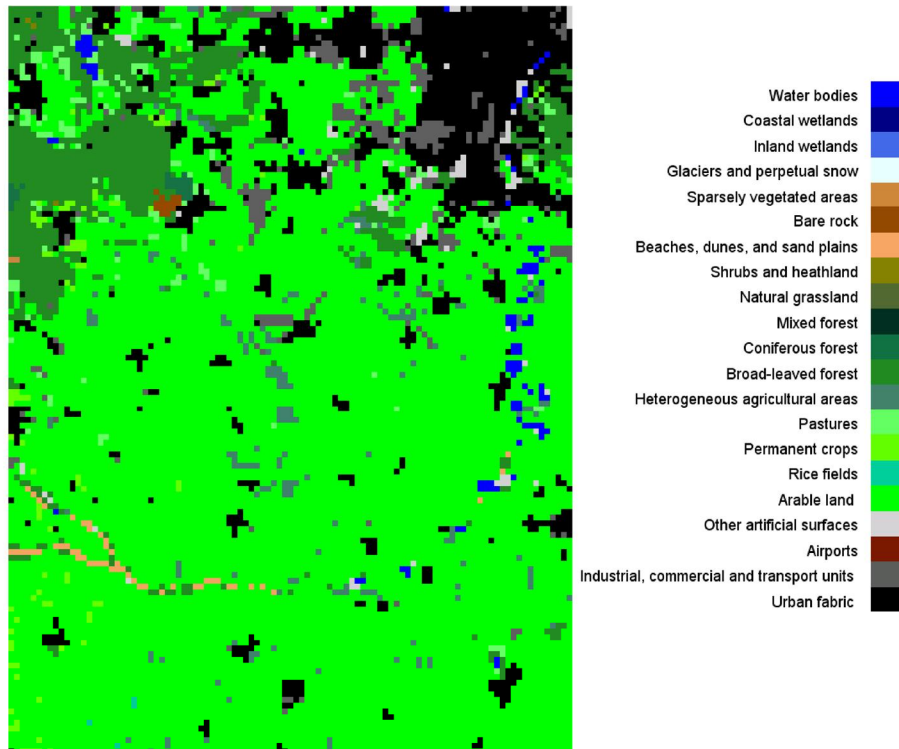 Water bodies
Coastal wetlands
Inland wetlands
Glaciers and perpetual snow
Sparsely vegetated areas
Bare rock
Beaches, dunes, and sand plains
Shrubs and heathland
Natural grassland
Mixed forest
Coniferous forest
Broad-leaved forest
Heterogeneous agricultural areas
Pastures
Permanent crops
Rice fields
Arable land
Other artificial surfaces
Airports
Industrial, commercial and transport units
Urban fabric